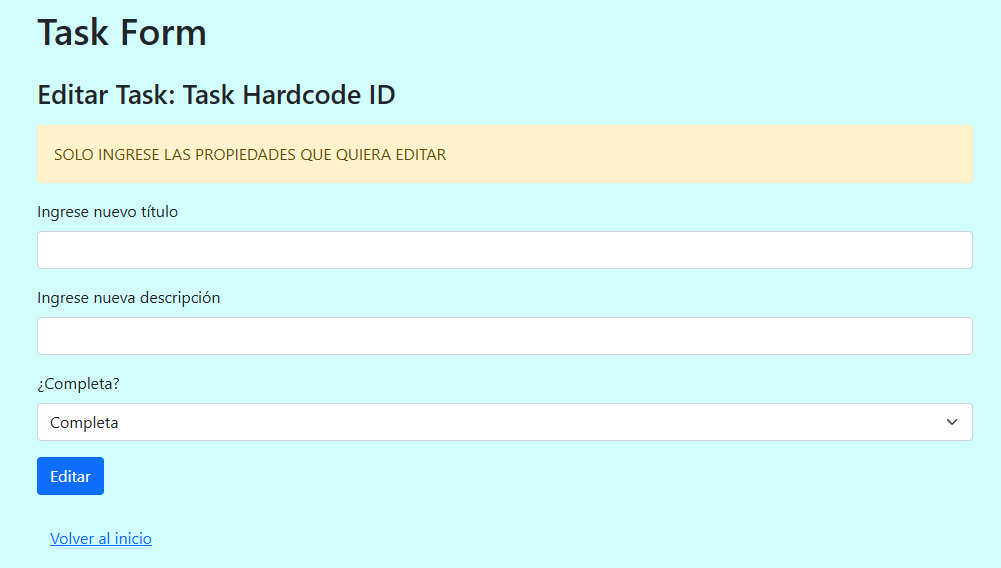 Task Form
Editar Task: Task Hardcode ID
SOLO INGRESE LAS PROPIEDADES QUE QUIERA EDITAR
Ingrese nuevo título
Ingrese nueva descripción
¿Completa?
Completa
Editar
Volver al inicio